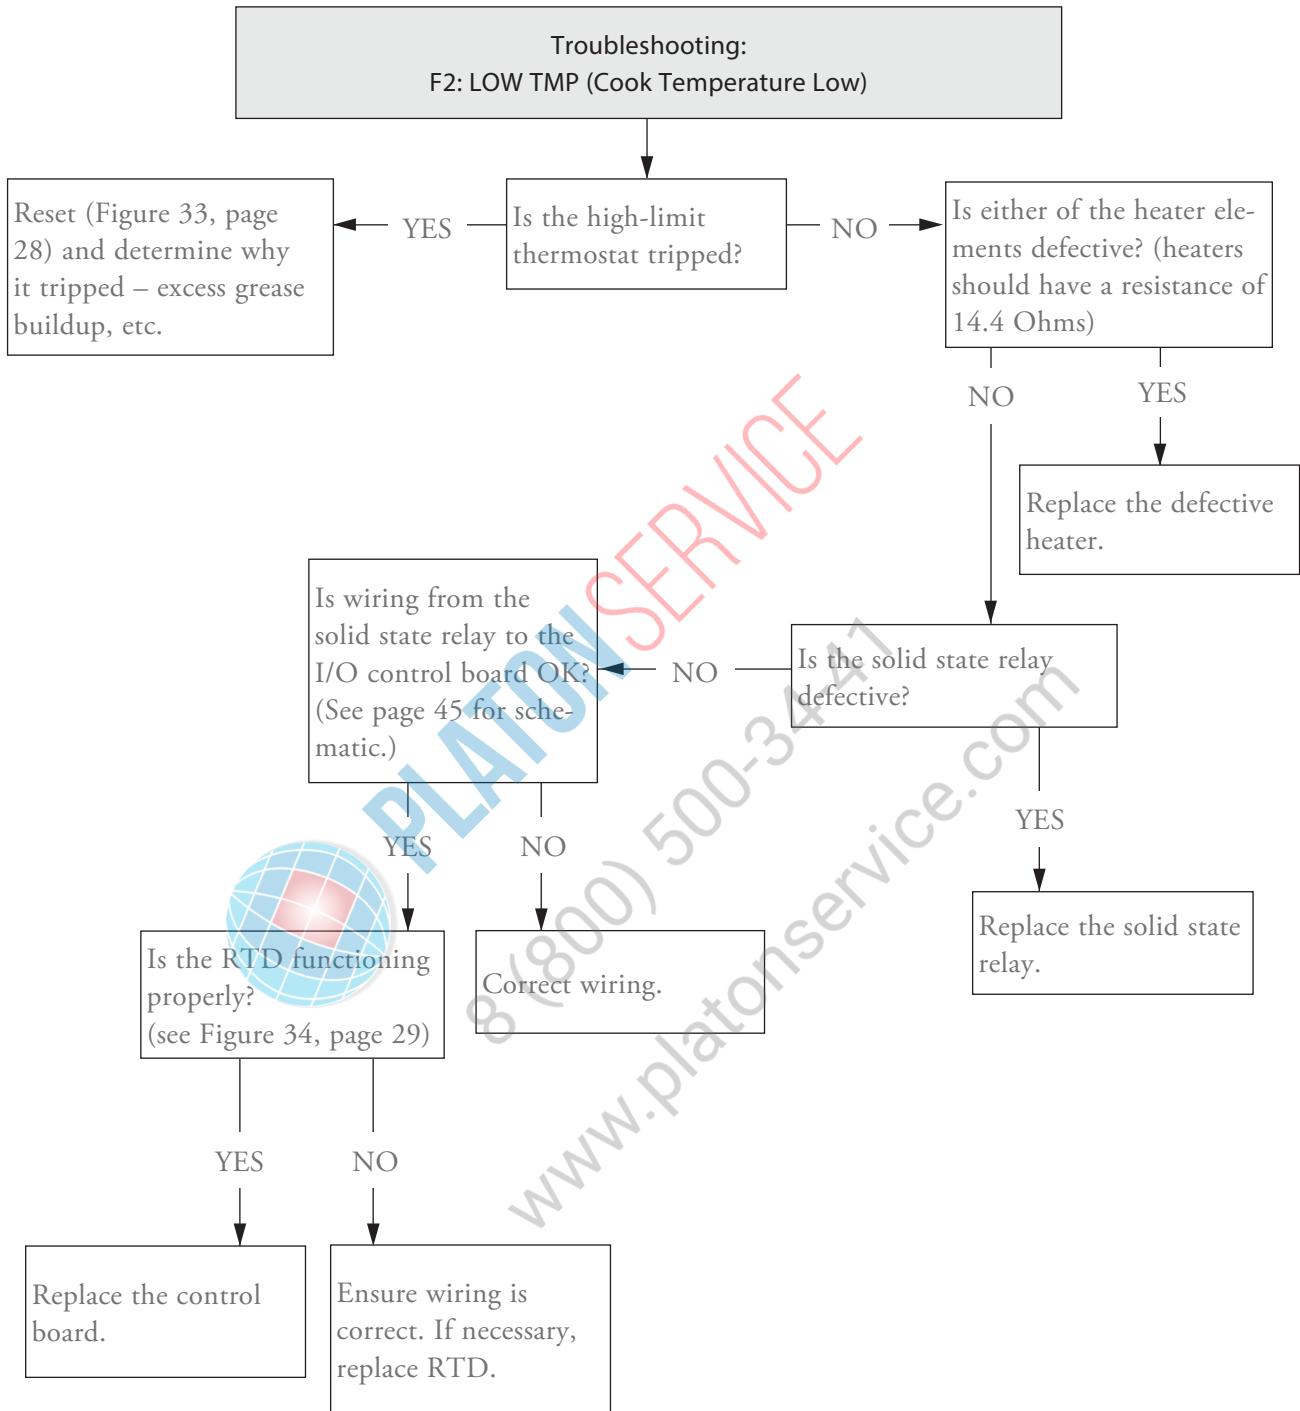 Troubleshooting:
F2: LOW TMP (Cook Temperature Low)
Reset (Figure 33, page
28) and determine why
it tripped – excess grease
buildup, etc.
YES
Is the high-limit
thermostat tripped?
NO
Is either of the heater ele-
ments defective? (heaters
should have a resistance of
14.4 Ohms)
NO
YES
Replace the defective
heater.
Is wiring from the
solid state relay to the
I/O control board OK?
(See page 45 for sche-
matic.)
NO
Is the solid state relay
defective?
YES
NO
YES
Is the RTD functioning
properly?
(see Figure 34, page 29)
Correct wiring.
Replace the solid state
relay.
YES
NO
Replace the control
board.
Ensure wiring is
correct. If necessary,
replace RTD.
PLATONSERVICE
8 (800) 500-34-41
www.platonservice.com